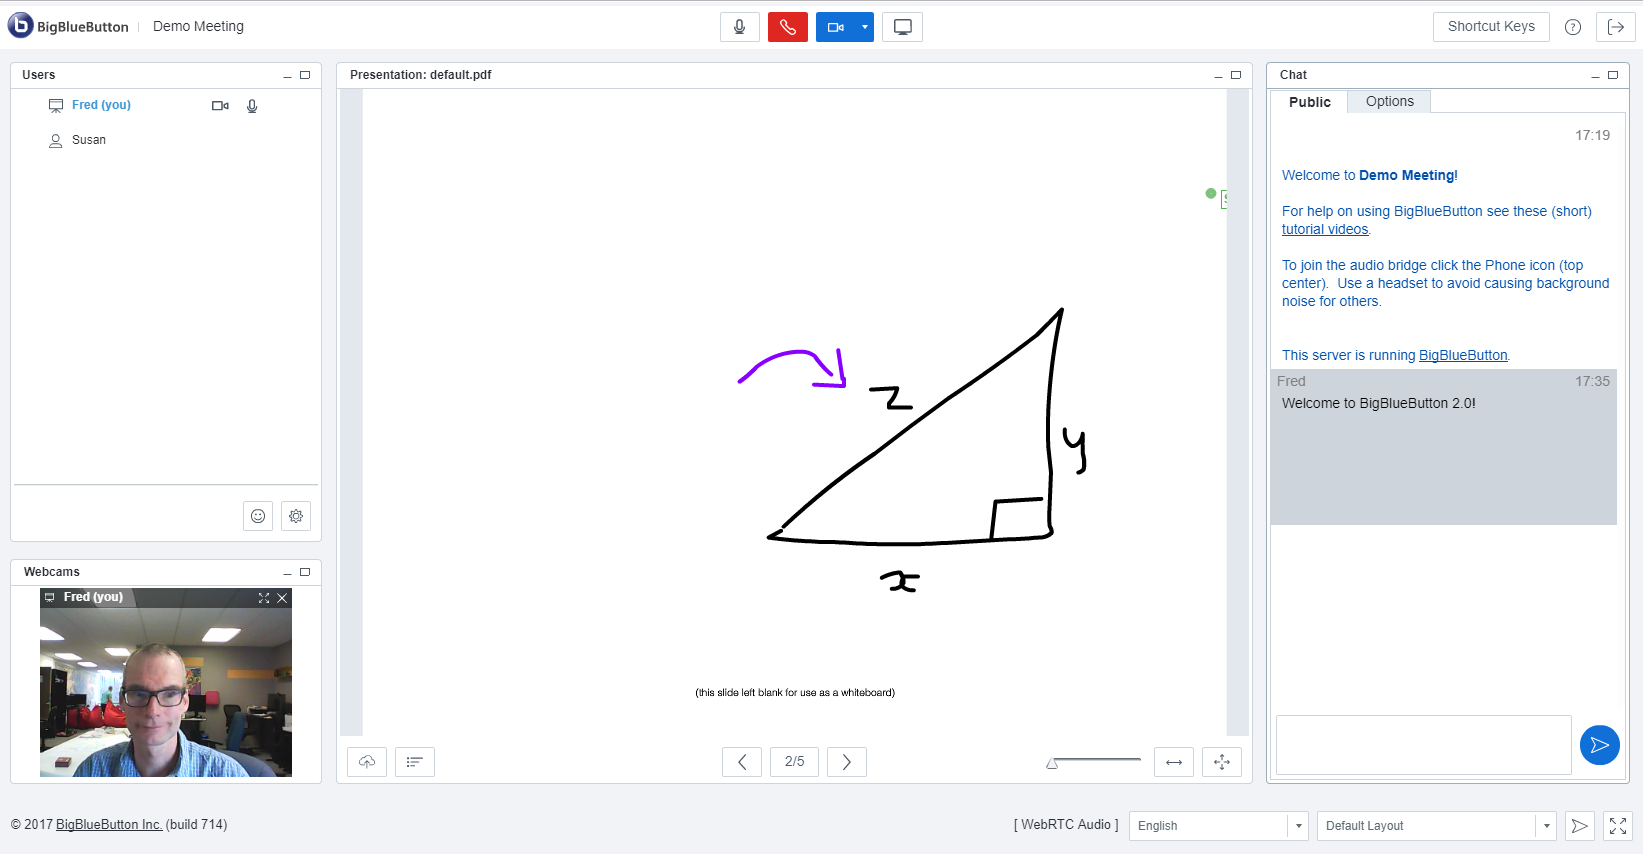 BigBlueButton
Demo Meeting
Shortcut Keys
Users
Fred (you)
Susan
Webcams
Fred (you)
Presentation: default.pdf
z
y
x
(this slide left blank for use as a whiteboard)
2/5
Chat
Public
Options
17:19
Welcome to Demo Meeting!
For help on using BigBlueButton see these (short)
tutorial videos.
To join the audio bridge click the Phone icon (top
center).  Use a headset to avoid causing background
noise for others.
This server is running BigBlueButton.
Fred 17:35
Welcome to BigBlueButton 2.0!
© 2017 BigBlueButton Inc. (build 714)
[ WebRTC Audio ]
English
Default Layout